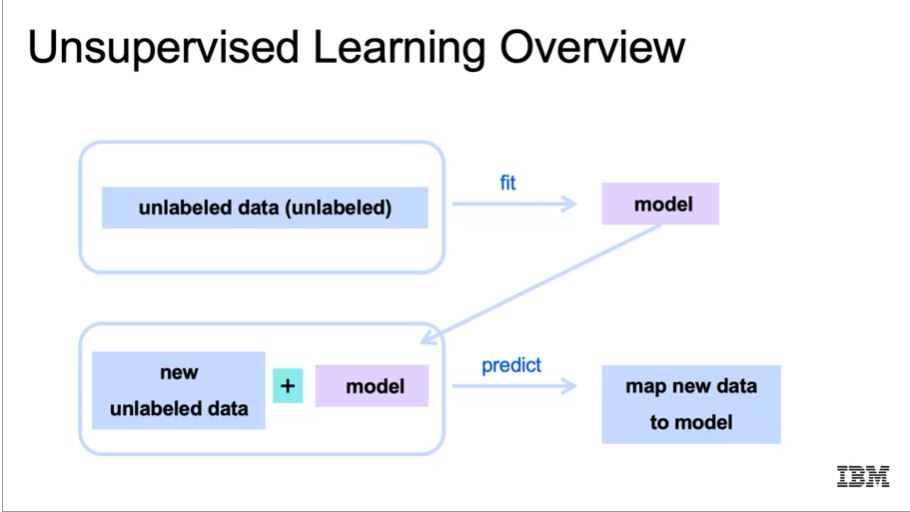 Unsupervised Learning Overview
unlabeled data (unlabeled)
fit
model
new
unlabeled data
+
model
predict
map new data
to model
IBM